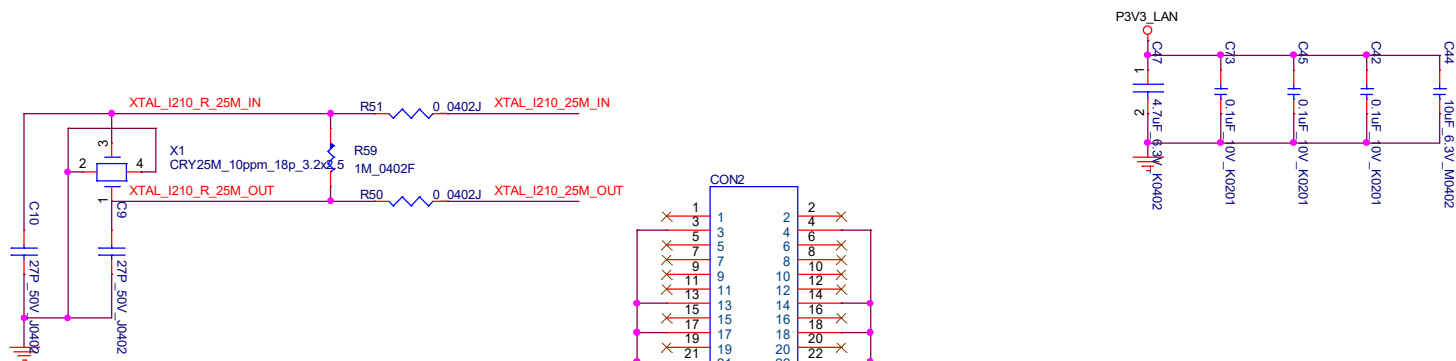 P3V3_LAN
C47
C73
C45
C42
C44
1
2
4.7uF_6.3V_K0402
0.1uF_10V_K0201
0.1uF_10V_K0201
0.1uF_10V_K0201
10uF_6.3V_M0402
XTAL_I210_R_25M_IN
R51
0_0402J
XTAL_I210_25M_IN
3
X1
R59
2
4
CRY25M_10ppm_18p_3.2x2.5
1M_0402F
XTAL_I210_R_25M_OUT
R50
0_0402J
XTAL_I210_25M_OUT
1
C10
C9
27P_50V_J0402
27P_50V_J0402
CON2
1 1 2 2
3 3 4 4
5 5 6 6
7 7 8 8
9 9 10 10
11 11 12 12
13 13 14 14
15 15 16 16
17 17 18 18
19 19 20 20
21 22